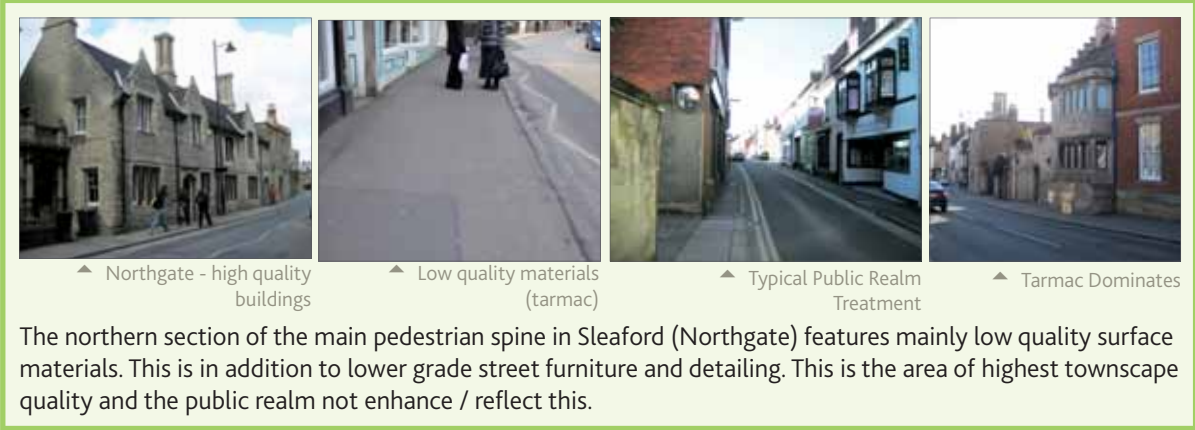 Northgate - high quality
buildings
Low quality materials
(tarmac)
Typical Public Realm
Treatment
Tarmac Dominates
The northern section of the main pedestrian spine in Sleaford (Northgate) features mainly low quality surface
materials. This is in addition to lower grade street furniture and detailing. This is the area of highest townscape
quality and the public realm not enhance / reflect this.